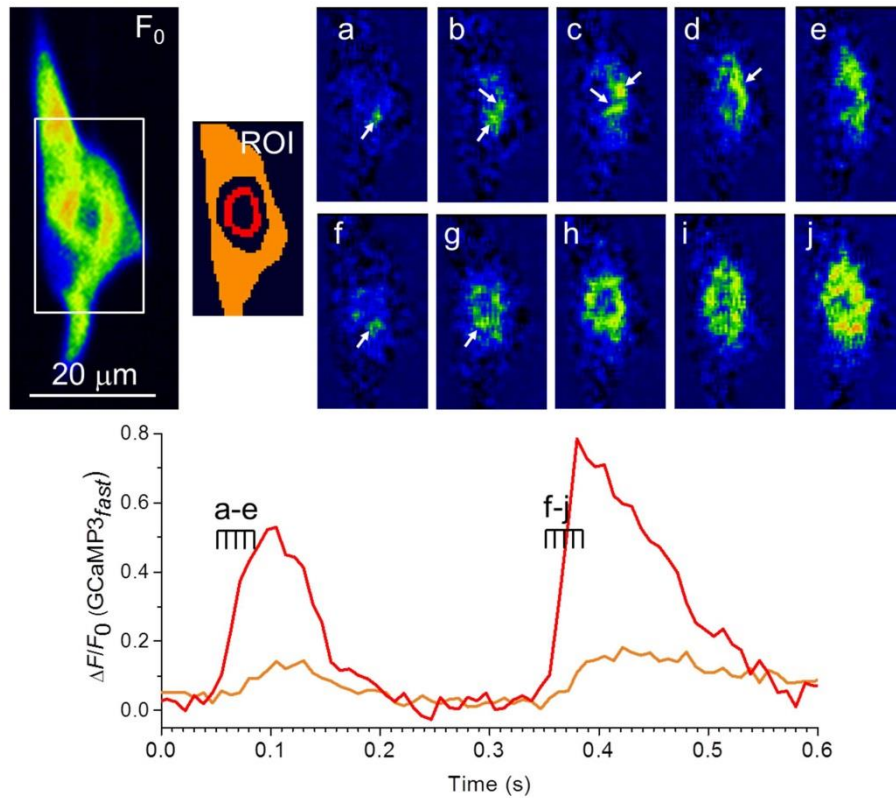 F0
ROI
20 μm
a
b
c
d
e
f
g
h
i
j
0.8
0.6
0.4
0.2
0.0
ΔF/F0 (GCaMP3fast)
a-e
f-j
0.0
0.1
0.2
0.3
0.4
0.5
0.6
Time (s)